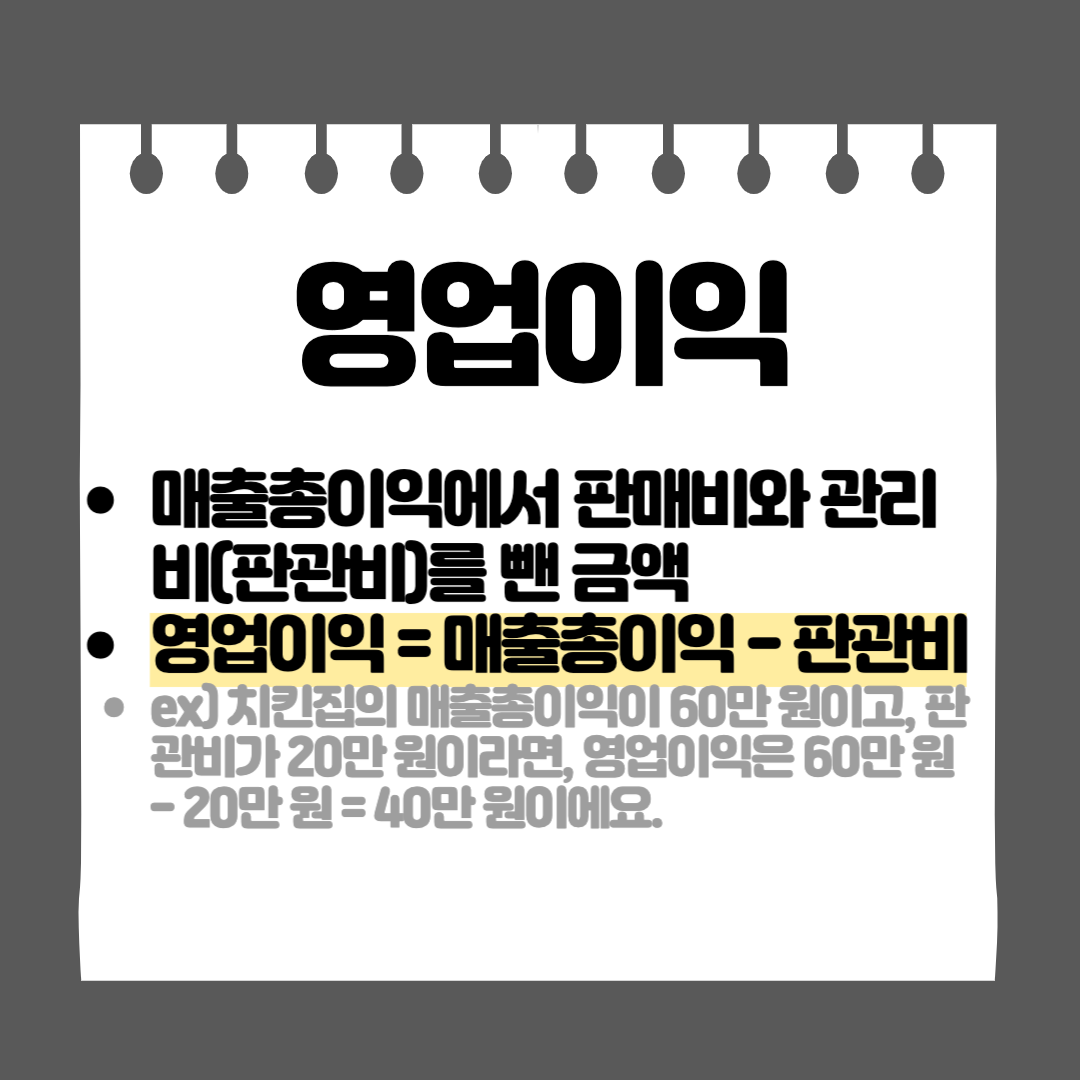 영업이익
• 매출총이익에서 판매비와 관리
비(판관비)를 뺀 금액
• 영업이익 = 매출총이익 - 판관비
• ex) 치킨집의 매출총이익이 60만 원이고, 판
관비가 20만 원이라면, 영업이익은 60만 원
- 20만 원 = 40만 원이에요.